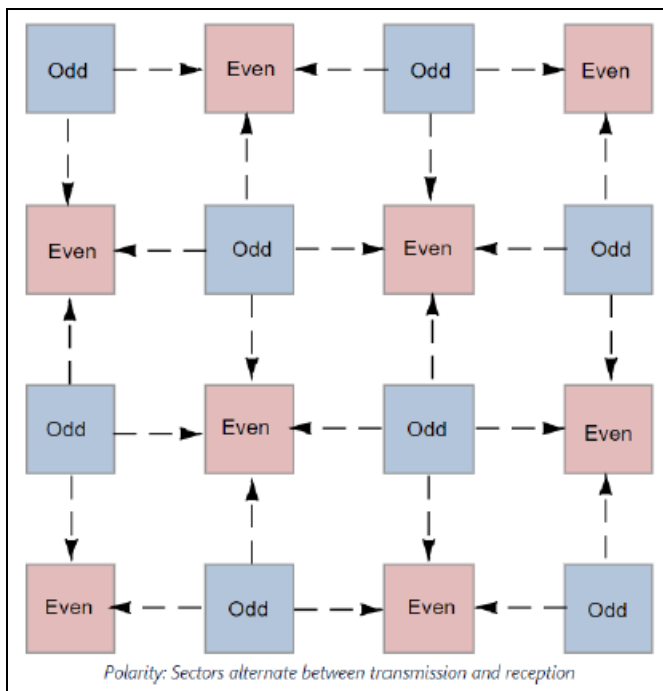 Odd Even Odd Even
Even Odd Even Odd
Odd Even Odd Even
Even Odd Even Odd
Polarity: Sectors alternate between transmission and reception